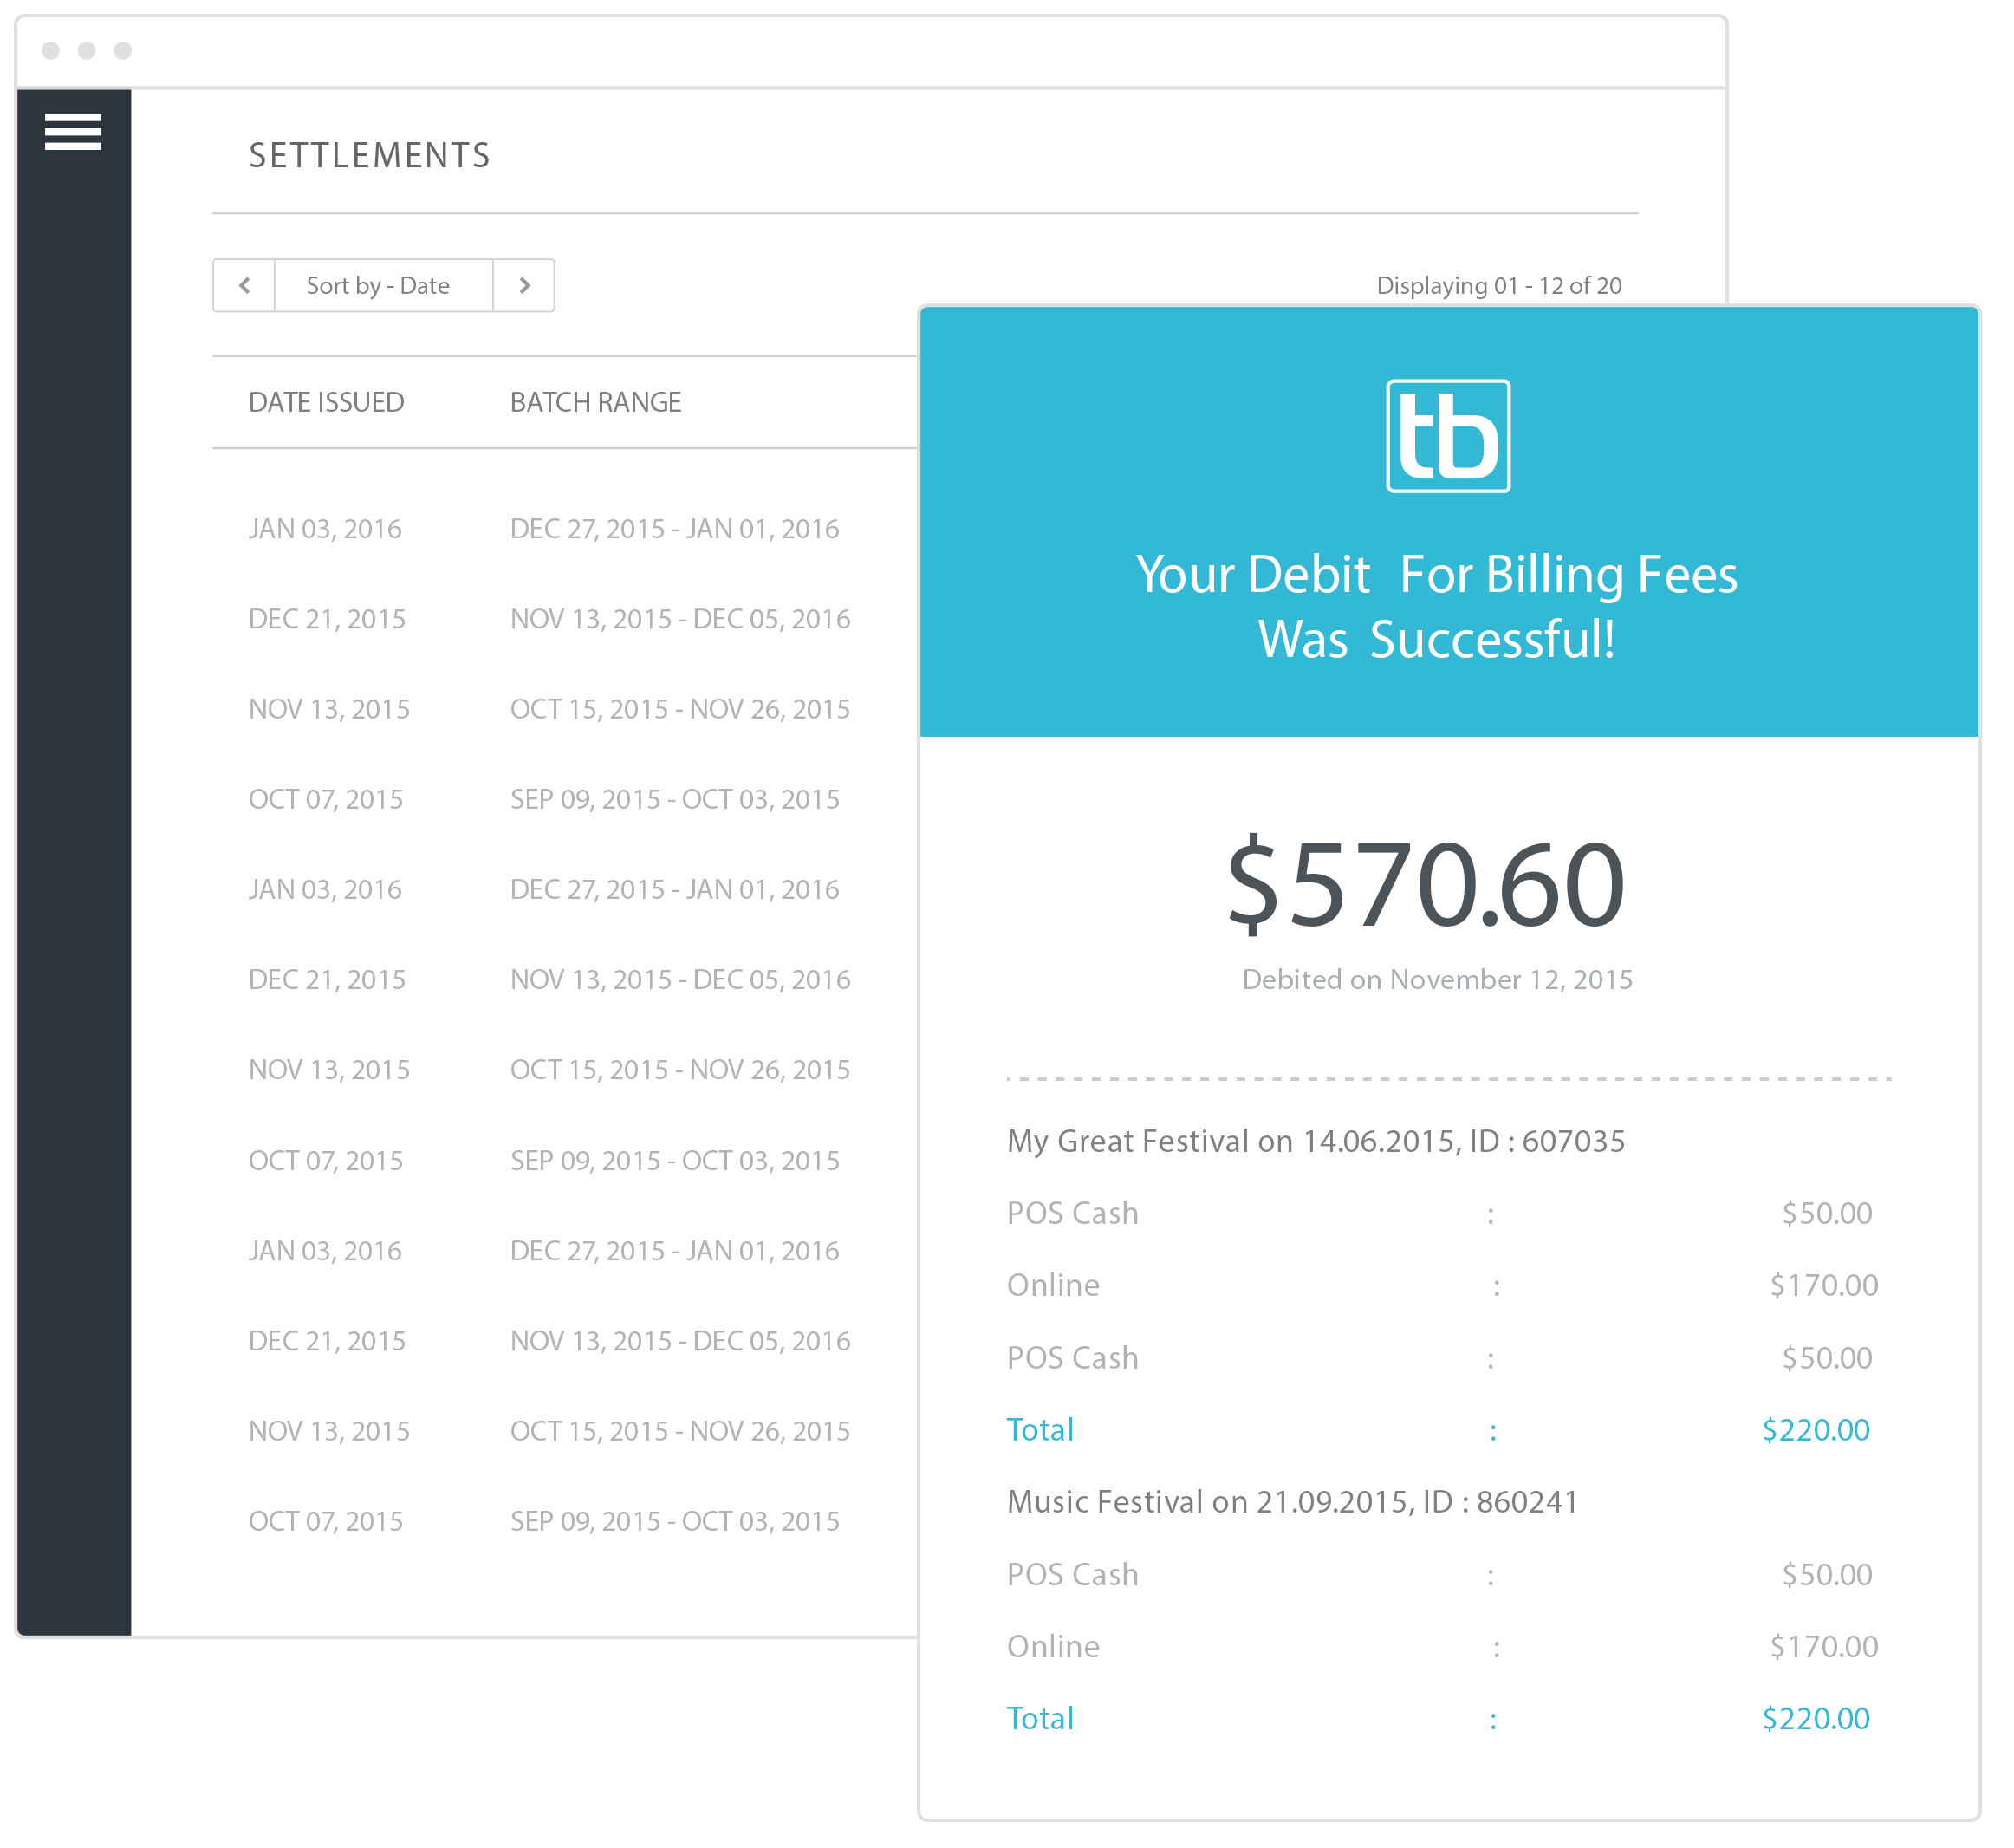 SETTLEMENTS
Sort by - Date
Displaying 01 - 12 of 20
DATE ISSUED BATCH RANGE
JAN 03, 2016 DEC 27, 2015 - JAN 01, 2016
DEC 21, 2015 NOV 13, 2015 - DEC 05, 2016
NOV 13, 2015 OCT 15, 2015 - NOV 26, 2015
OCT 07, 2015 SEP 09, 2015 - OCT 03, 2015
JAN 03, 2016 DEC 27, 2015 - JAN 01, 2016
DEC 21, 2015 NOV 13, 2015 - DEC 05, 2016
NOV 13, 2015 OCT 15, 2015 - NOV 26, 2015
OCT 07, 2015 SEP 09, 2015 - OCT 03, 2015
JAN 03, 2016 DEC 27, 2015 - JAN 01, 2016
DEC 21, 2015 NOV 13, 2015 - DEC 05, 2016
NOV 13, 2015 OCT 15, 2015 - NOV 26, 2015
OCT 07, 2015 SEP 09, 2015 - OCT 03, 2015
tb
Your Debit For Billing Fees
Was Successful!
$570.60
Debited on November 12, 2015
My Great Festival on 14.06.2015, ID : 607035
POS Cash : $50.00
Online : $170.00
POS Cash : $50.00
Total : $220.00
Music Festival on 21.09.2015, ID : 860241
POS Cash : $50.00
Online : $170.00
Total : $220.00